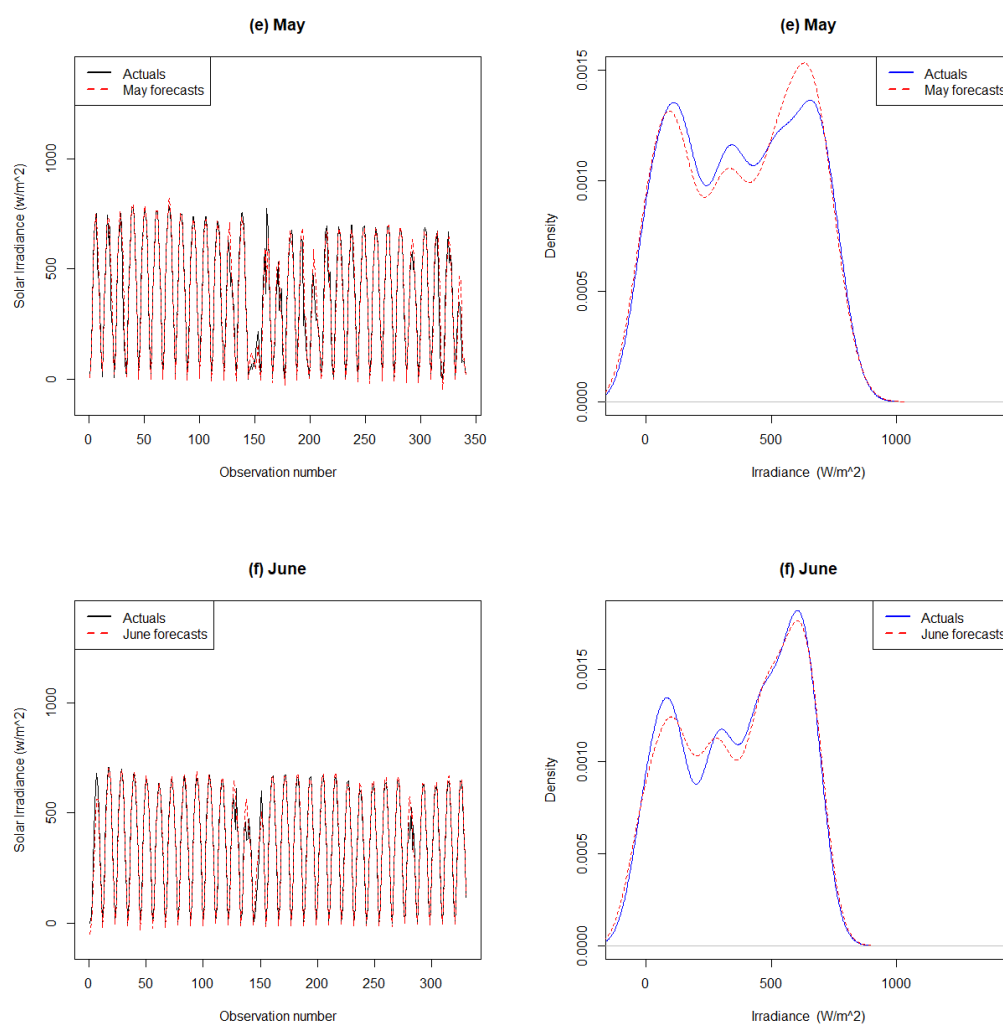 (e) May
Actuals
May forecasts
Solar Irradiance (w/m^2)
0
500
1000
0
50
100
150
200
250
300
350
Observation number
(e) May
Actuals
May forecasts
Density
0.0000
0.0005
0.0010
0.0015
0
500
1000
Irradiance (W/m^2)
(f) June
Actuals
June forecasts
Solar Irradiance (w/m^2)
0
500
1000
0
50
100
150
200
250
300
Observation number
(f) June
Actuals
June forecasts
Density
0.0000
0.0005
0.0010
0.0015
0
500
1000
Irradiance (W/m^2)